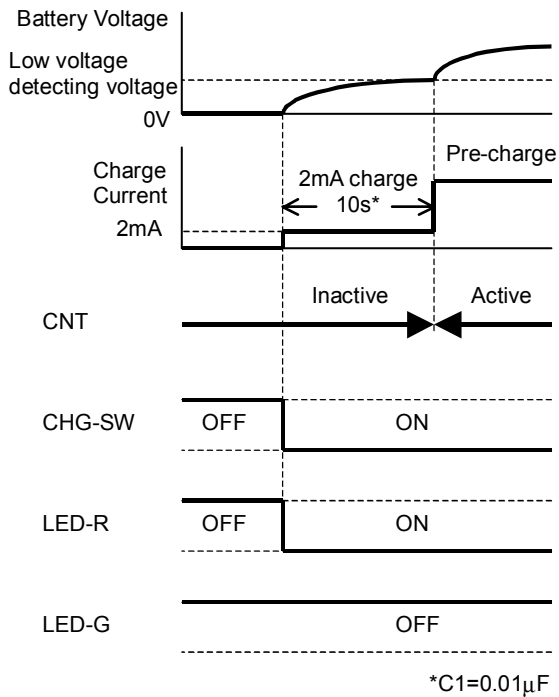 Battery Voltage
Low voltage
detecting voltage
0V
Charge
Current
2mA
Pre-charge
2mA charge
10s*
CNT
Inactive
Active
CHG-SW
OFF
ON
LED-R
OFF
ON
LED-G
OFF
*C1=0.01μF